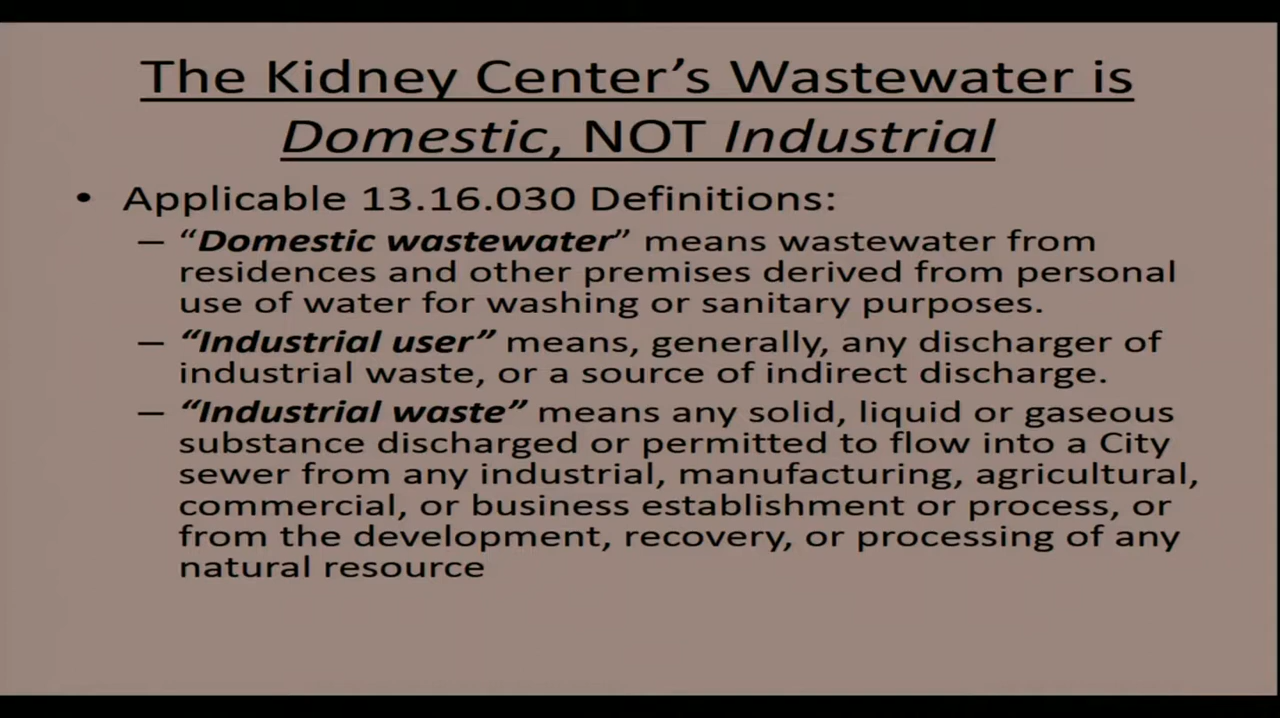 The Kidney Center’s Wastewater is
Domestic, NOT Industrial
• Applicable 13.16.030 Definitions:
– “Domestic wastewater” means wastewater from
residences and other premises derived from personal
use of water for washing or sanitary purposes.
– “Industrial user” means, generally, any discharger of
industrial waste, or a source of indirect discharge.
– “Industrial waste” means any solid, liquid or gaseous
substance discharged or permitted to flow into a City
sewer from any industrial, manufacturing, agricultural,
commercial, or business establishment or process, or
from the development, recovery, or processing of any
natural resource